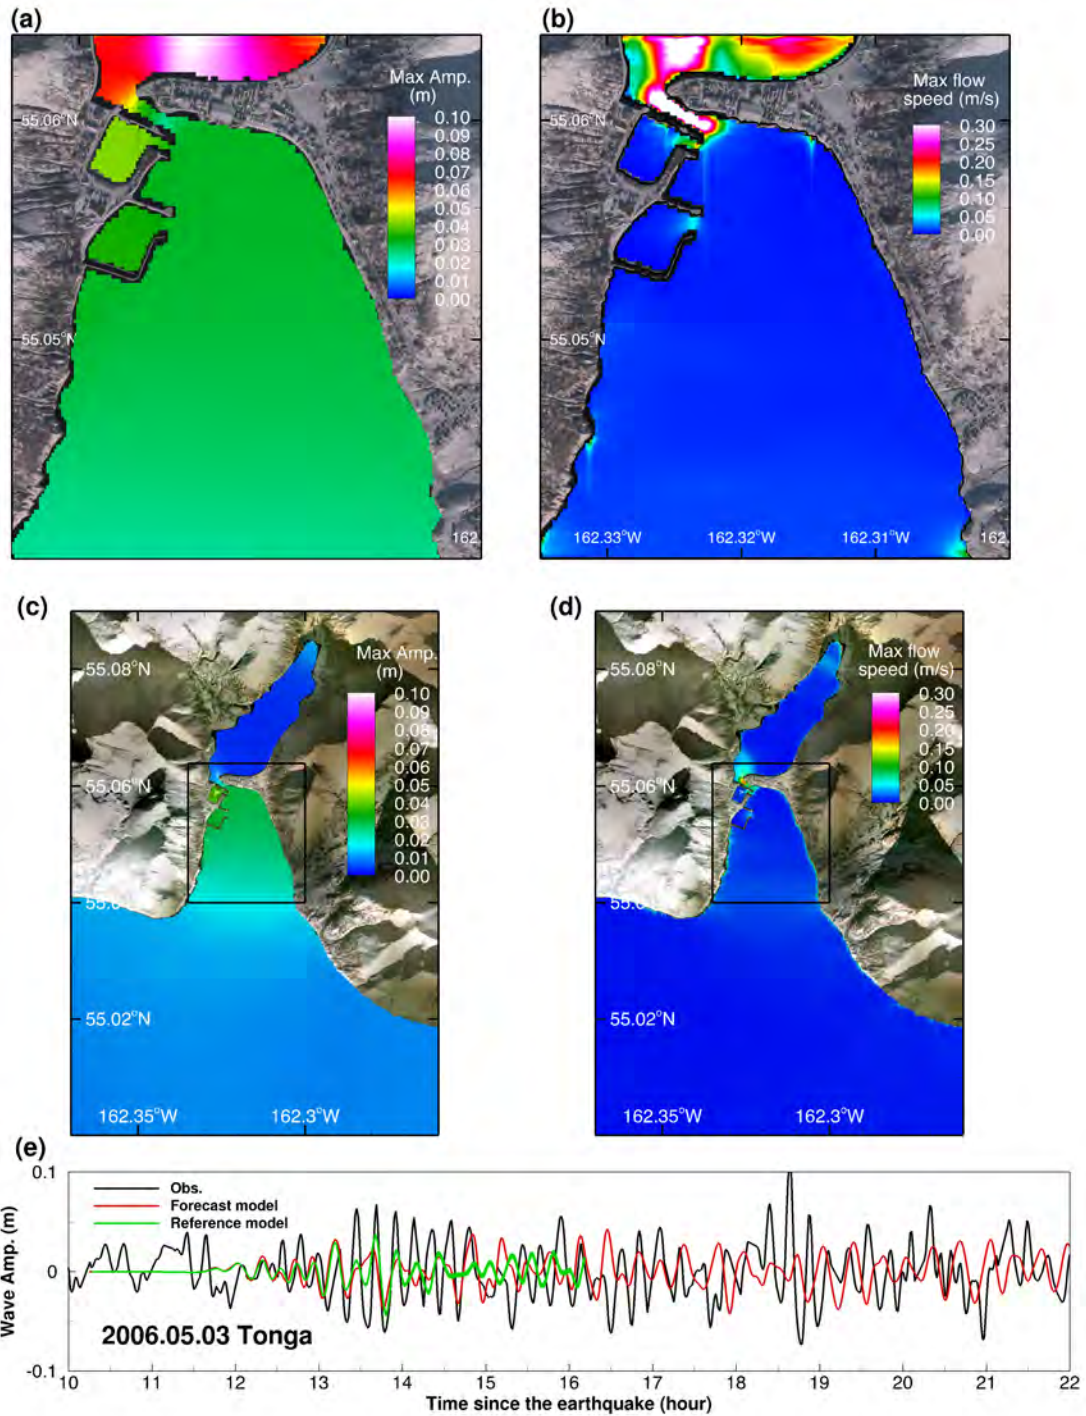 (a)
Max Amp.
(m)
0.10
0.09
0.08
0.07
0.06
0.05
0.04
0.03
0.02
0.01
0.00
55.06°N
55.05°N
162.
(b)
Max flow
speed (m/s)
0.30
0.25
0.20
0.15
0.10
0.05
0.00
55.06°N
55.05°N
162.33°W
162.32°W
162.31°W
162.
(c)
Max Amp.
(m)
0.10
0.09
0.08
0.07
0.06
0.05
0.04
0.03
0.02
0.01
0.00
55.08°N
55.06°N
55.02°N
162.35°W
162.3°W
(d)
Max flow
speed (m/s)
0.30
0.25
0.20
0.15
0.10
0.05
0.00
55.08°N
55.06°N
55.02°N
162.35°W
162.3°W
(e)
Wave Amp. (m)
0.1
0
-0.1
Obs.
Forecast model
Reference model
2006.05.03 Tonga
10 11 12 13 14 15 16 17 18 19 20 21 22
Time since the earthquake (hour)